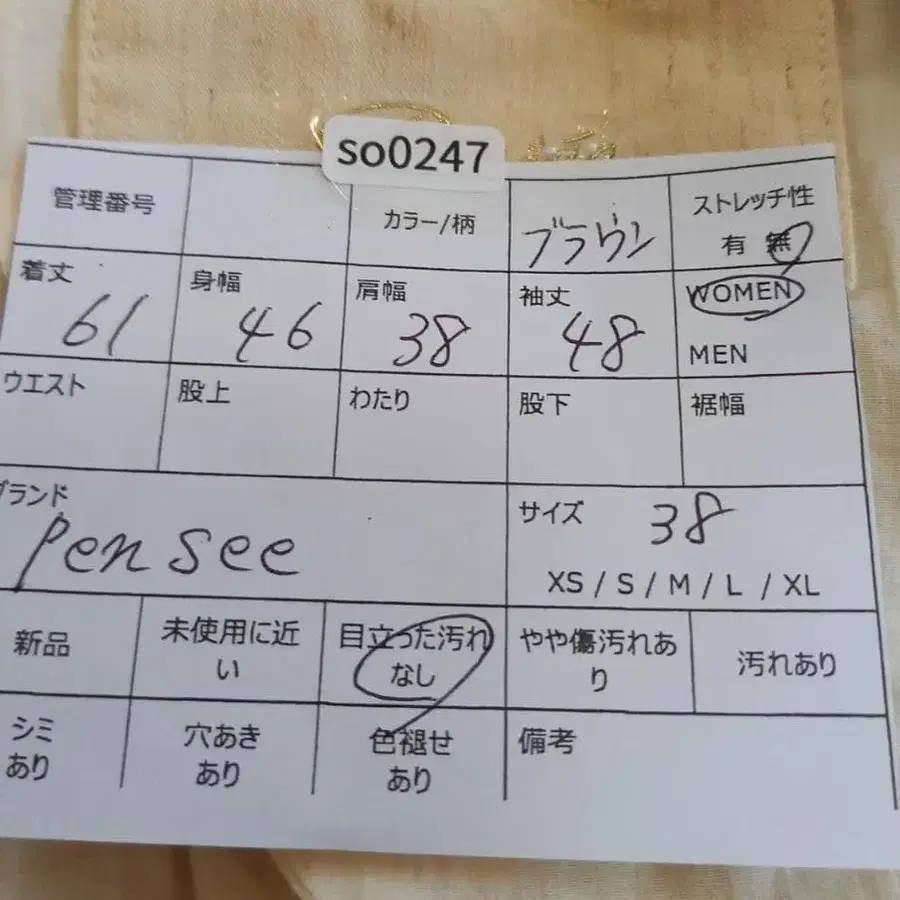 so0247
管理番号
カラー/柄
ブラウン
ストレッチ性
有 無
着丈
61
身幅
46
肩幅
38
袖丈
48
WOMEN
MEN
ウエスト
股上
わたり
股下
裾幅
ブランド
pensee
サイズ
38
XS / S / M / L / XL
新品
未使用に近
い
目立った汚れ
なし
やや傷汚れあ
り
汚れあり
シミ
あり
穴あき
あり
色褪せ
あり
備考